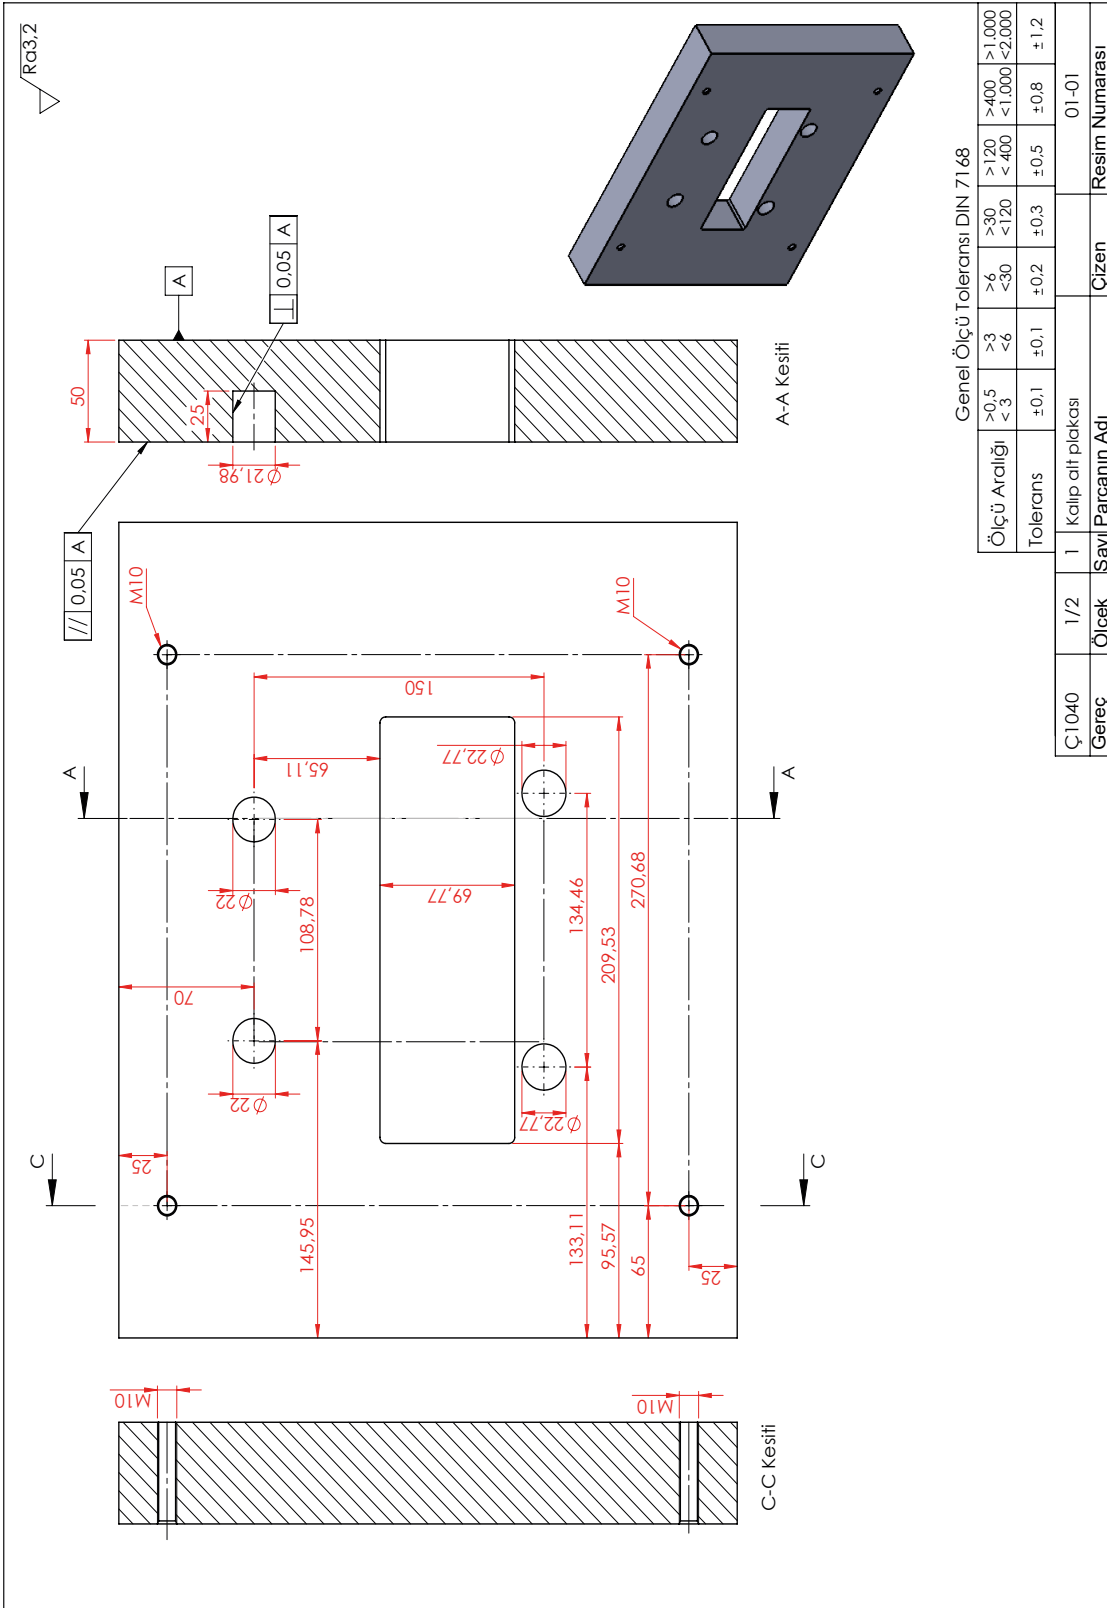 Ra3,2
// 0,05 A
50
A
25
⊥ 0,05 A
Ø21,98
A-A Kesiti
M10
M10
A
A
150
65,11
Ø22,77
Ø22
108,78
69,77
134,46
209,53
270,68
70
Ø22
Ø22,77
C
C
25
145,95
133,11
95,57
65
25
M10
M10
C-C Kesiti
Genel Ölçü Toleransı DIN 7168
Ölçü Aralığı >0,5 <3 >3 <6 >6 <30 >30 <120 >120 <400 >400 <1.000 >1.000 <2.000
Tolerans ±0,1 ±0,1 ±0,2 ±0,3 ±0,5 ±0,8 ±1,2
Ç1040 1/2 1 Kalıp alt plakası 01-01
Gereç Ölçek Sayı Parçanın Adı Çizen Resim Numarası